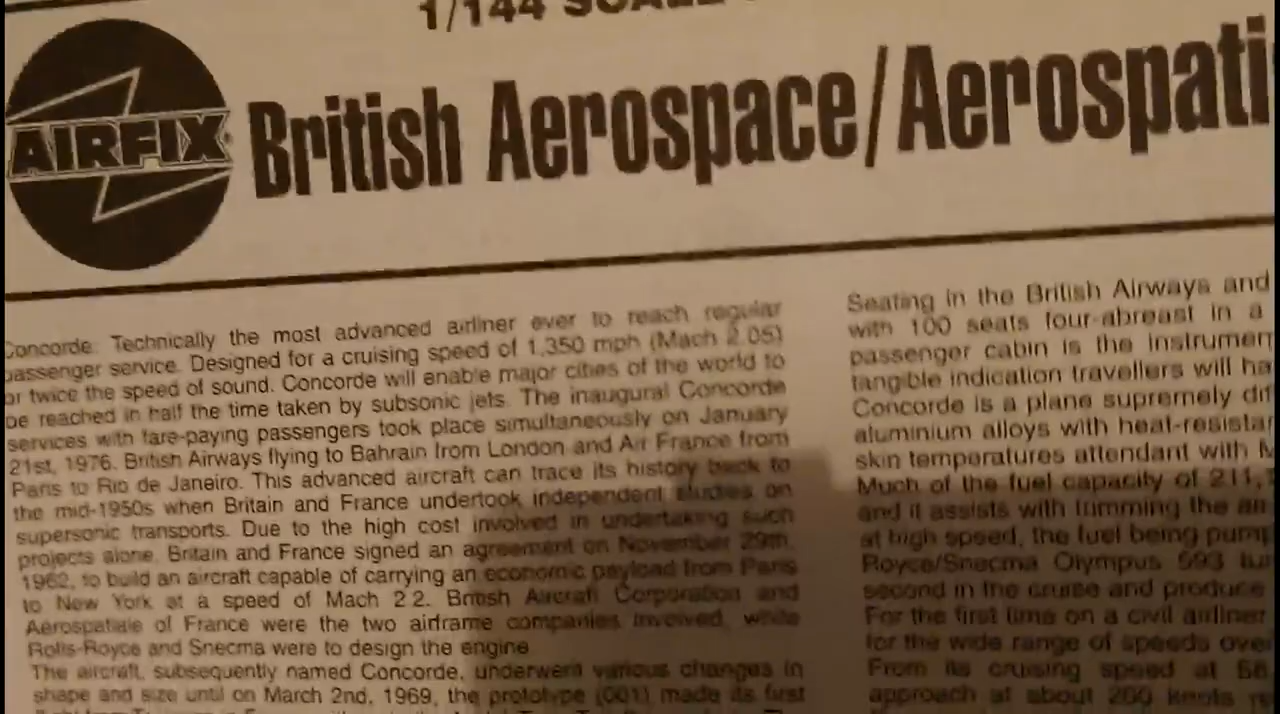 1/144 SCALE
AIRFIX
British Aerospace/Aerospati
Concorde: Technically the most advanced airliner ever to reach regular
passenger service. Designed for a cruising speed of 1,350 mph (Mach 2.05)
or twice the speed of sound. Concorde will enable major cities of the world to
be reached in half the time taken by subsonic jets. The inaugural Concorde
services with fare-paying passengers took place simultaneously on January
21st, 1976. British Airways flying to Bahrain from London and Air France from
Paris to Rio de Janeiro. This advanced aircraft can trace its history back to
the mid-1950s when Britain and France undertook independent studies on
supersonic transports. Due to the high cost involved in undertaking such
projects alone, Britain and France signed an agreement on November 29th,
1962, to build an aircraft capable of carrying an economic payload from Paris
to New York at a speed of Mach 2.2. British Aircraft Corporation and
Aerospatiale of France were the two airframe companies involved, while
Rolls-Royce and Snecma were to design the engine.
The aircraft, subsequently named Concorde, underwent various changes in
shape and size until on March 2nd, 1969, the prototype (001) made its first
Seating in the British Airways and
with 100 seats four-abreast in a
passenger cabin is the instrumen
tangible indication travellers will ha
Concorde is a plane supremely dif
aluminium alloys with heat-resistan
skin temperatures attendant with M
Much of the fuel capacity of 211,
and it assists with trimming the air
at high speed, the fuel being pump
Royce/Snecma Olympus 593 tur
second in the cruise and produce
For the first time on a civil airliner
for the wide range of speeds over
From its cruising speed at
approach at about 200 knots